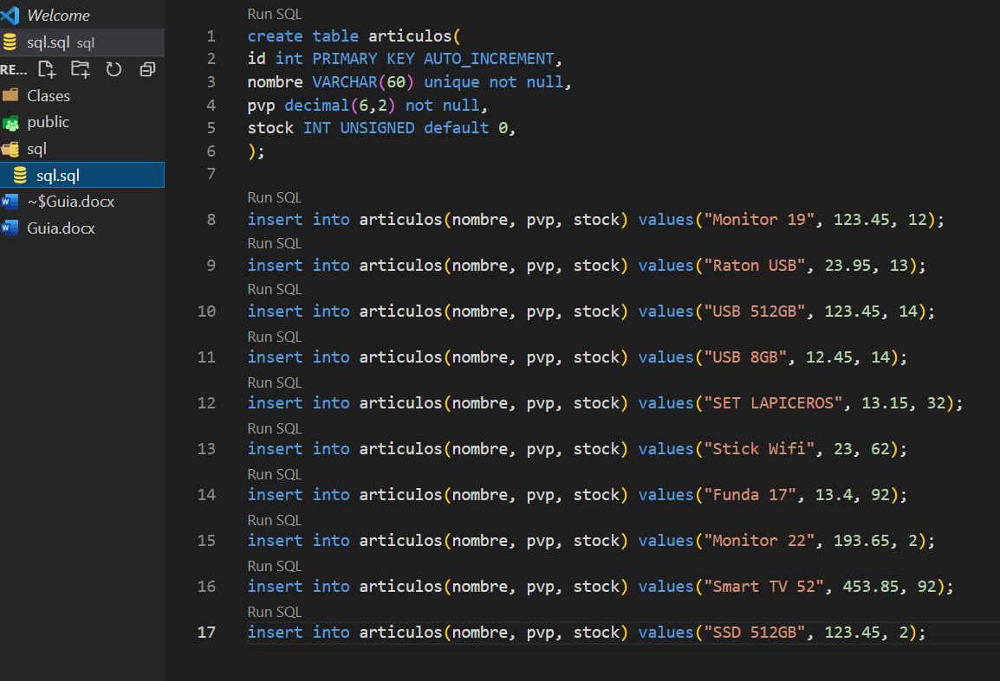 Welcome
sql.sql sql
RE...
Clases
public
sql
sql.sql
~$Guia.docx
Guia.docx
Run SQL
1 create table articulos(
2 id int PRIMARY KEY AUTO_INCREMENT,
3 nombre VARCHAR(60) unique not null,
4 pvp decimal(6,2) not null,
5 stock INT UNSIGNED default 0,
6 );
7
Run SQL
8 insert into articulos(nombre, pvp, stock) values("Monitor 19", 123.45, 12);
Run SQL
9 insert into articulos(nombre, pvp, stock) values("Raton USB", 23.95, 13);
Run SQL
10 insert into articulos(nombre, pvp, stock) values("USB 512GB", 123.45, 14);
Run SQL
11 insert into articulos(nombre, pvp, stock) values("USB 8GB", 12.45, 14);
Run SQL
12 insert into articulos(nombre, pvp, stock) values("SET LAPICEROS", 13.15, 32);
Run SQL
13 insert into articulos(nombre, pvp, stock) values("Stick Wifi", 23, 62);
Run SQL
14 insert into articulos(nombre, pvp, stock) values("Funda 17", 13.4, 92);
Run SQL
15 insert into articulos(nombre, pvp, stock) values("Monitor 22", 193.65, 2);
Run SQL
16 insert into articulos(nombre, pvp, stock) values("Smart TV 52", 453.85, 92);
Run SQL
17 insert into articulos(nombre, pvp, stock) values("SSD 512GB", 123.45, 2);